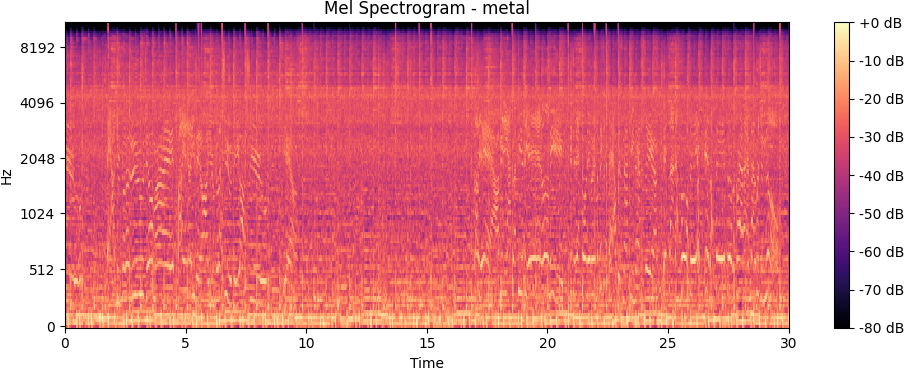 Mel Spectrogram - metal
Hz
8192
4096
2048
1024
512
0
0 5 10 15 20 25 30
Time
+0 dB
-10 dB
-20 dB
-30 dB
-40 dB
-50 dB
-60 dB
-70 dB
-80 dB